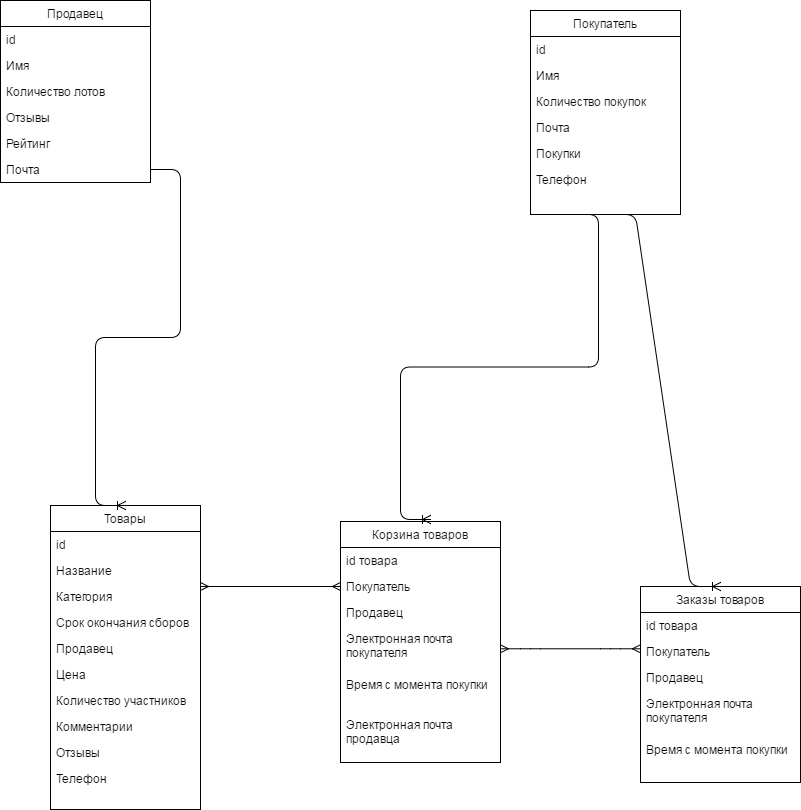 Продавец
id
Имя
Количество лотов
Отзывы
Рейтинг
Почта
Покупатель
id
Имя
Количество покупок
Почта
Покупки
Телефон
Товары
id
Название
Категория
Срок окончания сборов
Продавец
Цена
Количество участников
Комментарии
Отзывы
Телефон
Корзина товаров
id товара
Покупатель
Продавец
Электронная почта
покупателя
Время с момента покупки
Электронная почта
продавца
Заказы товаров
id товара
Покупатель
Продавец
Электронная почта
покупателя
Время с момента покупки